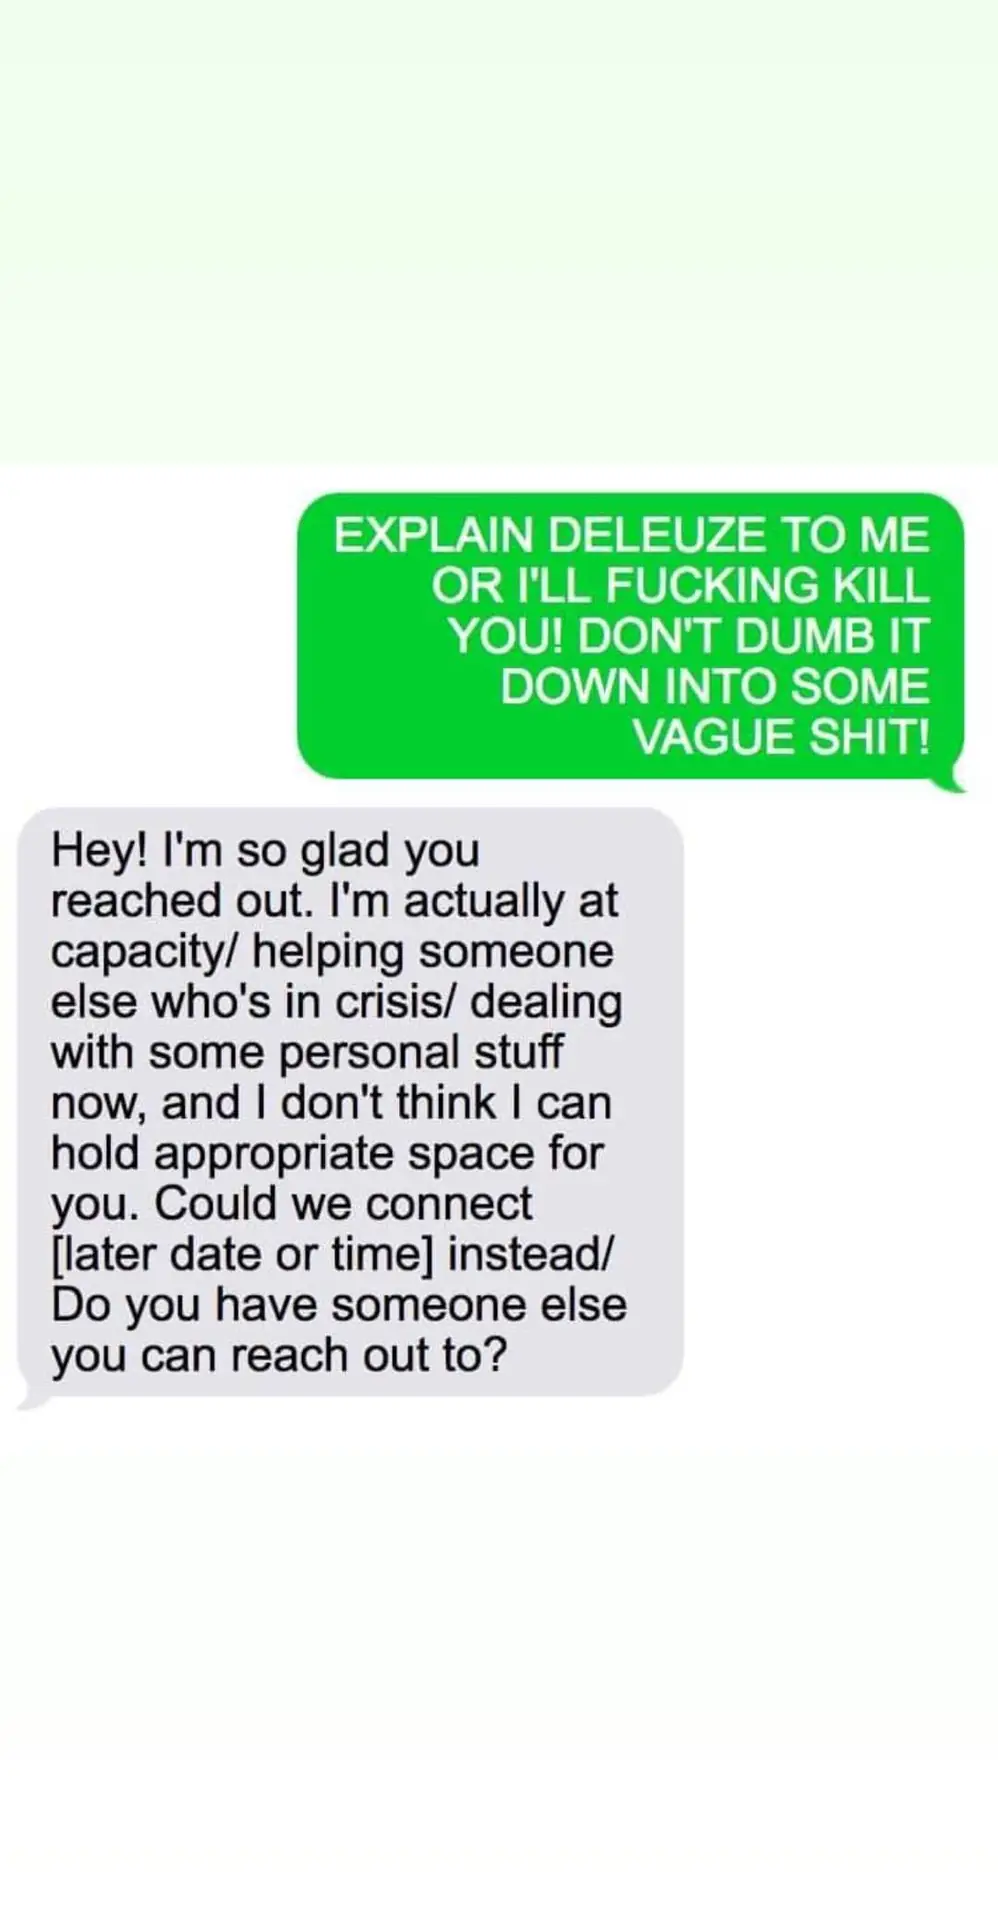 EXPLAIN DELEUZE TO ME
OR I'LL FUCKING KILL
YOU! DON'T DUMB IT
DOWN INTO SOME
VAGUE SHIT!
Hey! I'm so glad you
reached out. I'm actually at
capacity/ helping someone
else who's in crisis/ dealing
with some personal stuff
now, and I don't think I can
hold appropriate space for
you. Could we connect
[later date or time] instead/
Do you have someone else
you can reach out to?